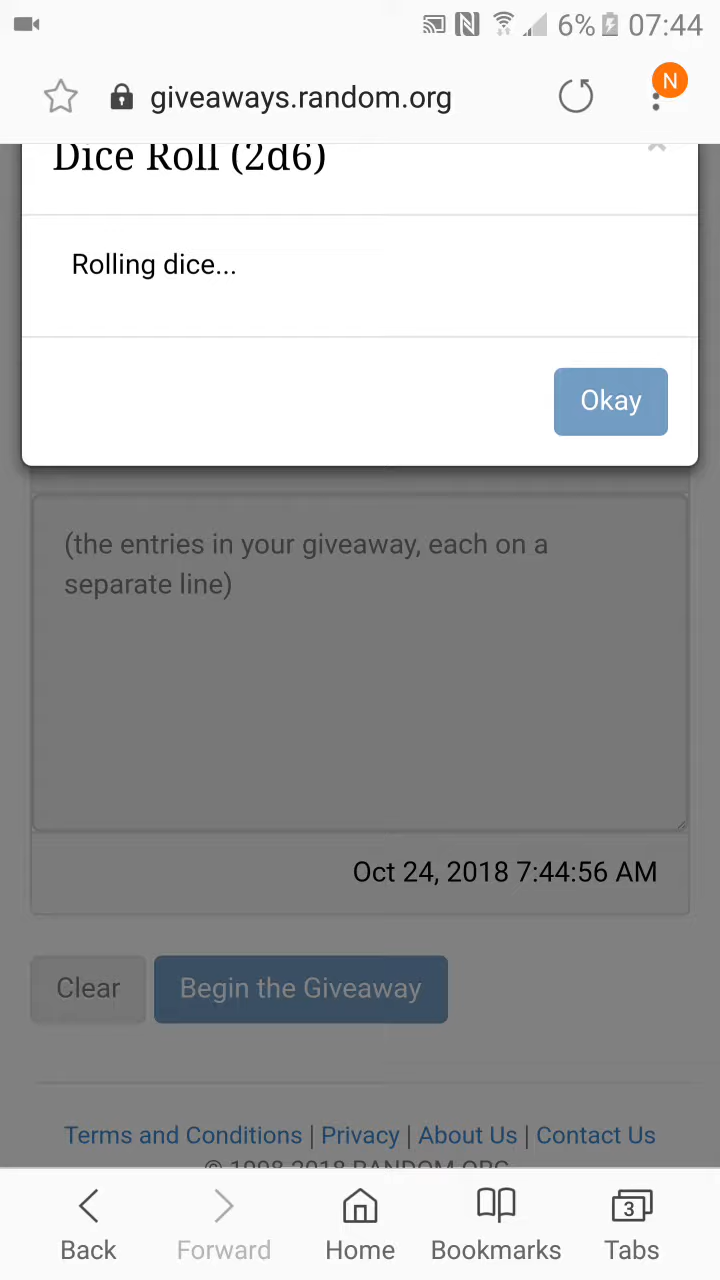 6% 07:44
giveaways.random.org
N
Dice Roll (2d6)
×
Rolling dice...
Okay
(the entries in your giveaway, each on a
separate line)
Oct 24, 2018 7:44:56 AM
Clear
Begin the Giveaway
Terms and Conditions | Privacy | About Us | Contact Us
© 1998-2018 RANDOM.ORG
3
Back
Forward
Home
Bookmarks
Tabs